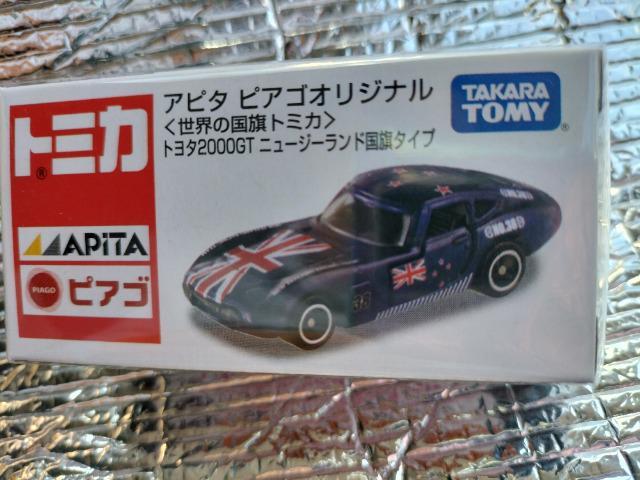 アピタ ピアゴオリジナル
<世界の国旗トミカ>
トヨタ2000GT ニュージーランド国旗タイプ
TAKARA
TOMY
®
トミカ
®
APiTA
PIAGO ピアゴ
38